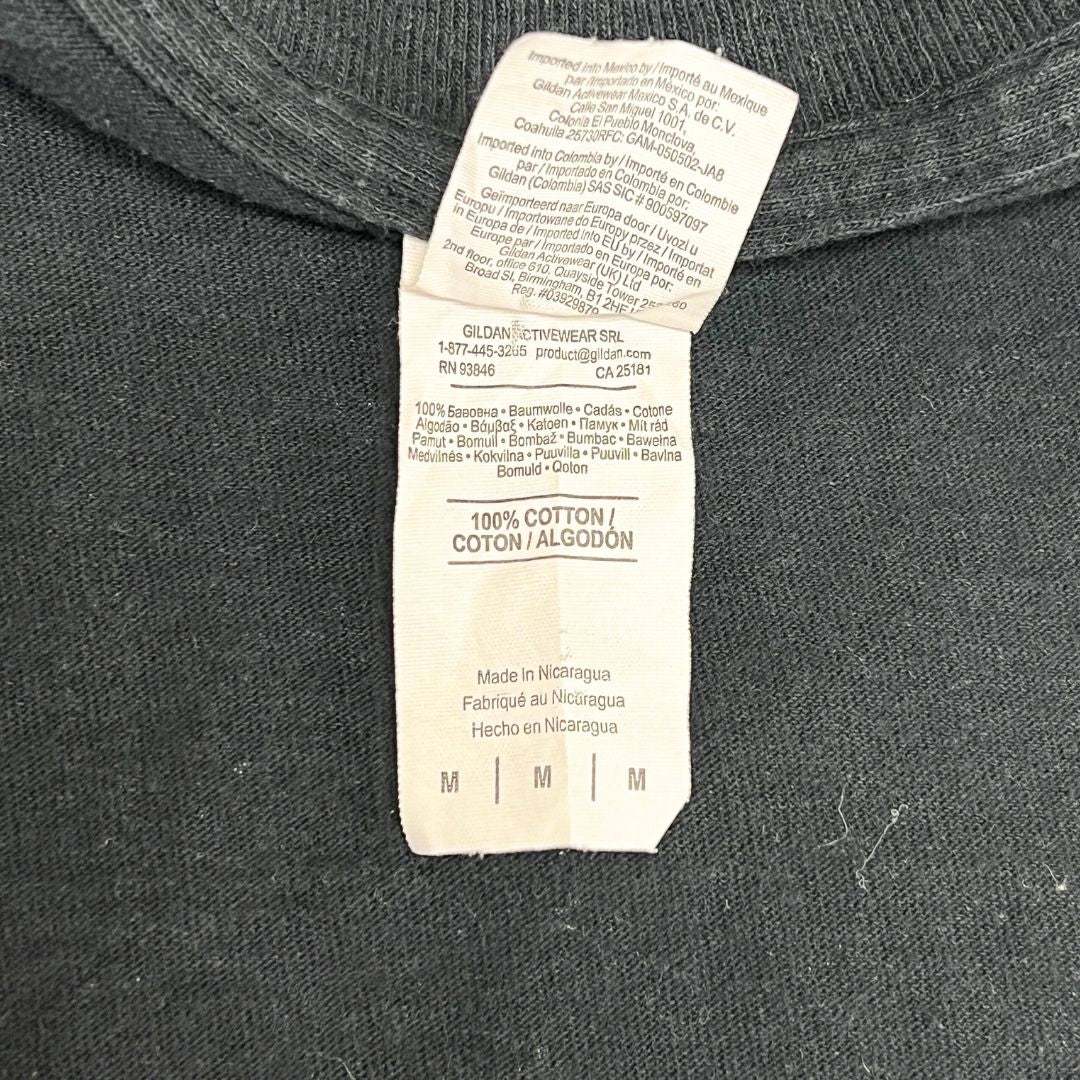 Imported into Mexico by / Importé au Mexique
par / Importado en México por:
Gildan Activewear Mexico S.A. de C.V.
Calle San Miguel 1001,
Colonia El Pueblo Monclova,
Coahuila 25730RFC: GAM-050502-JA8
Imported into Colombia by / Importé en Colombie
par / Importado en Colombia por:
Gildan (Colombia) SAS SIC # 900597097
Geïmporteerd naar Europa door / Uvozi u
Europu / Importowane do Europy przez / Importat
in Europa de / Imported into EU by / Importé en
Europe par / Importado en Europa por:
Gildan Activewear (UK) Ltd
2nd floor, office 610, Quayside Tower
Broad St, Birmingham, B1 2HF
Reg. #03929879
GILDAN ACTIVEWEAR SRL
1-877-445-3265 product@gildan.com
RN 93846 CA 25181
100% Бавовна • Baumwolle • Cadás • Cotone
Algodão • Βάμβαξ • Katoen • Памук • Mit rád
Pamut • Bomuil • Bombaž • Bumbac • Bawełna
Medvilnés • Kokvilna • Puuvilla • Puuvill • Bavlna
Bomuld • Qoton
100% COTTON /
COTON / ALGODÓN
Made in Nicaragua
Fabriqué au Nicaragua
Hecho en Nicaragua
M | M | M